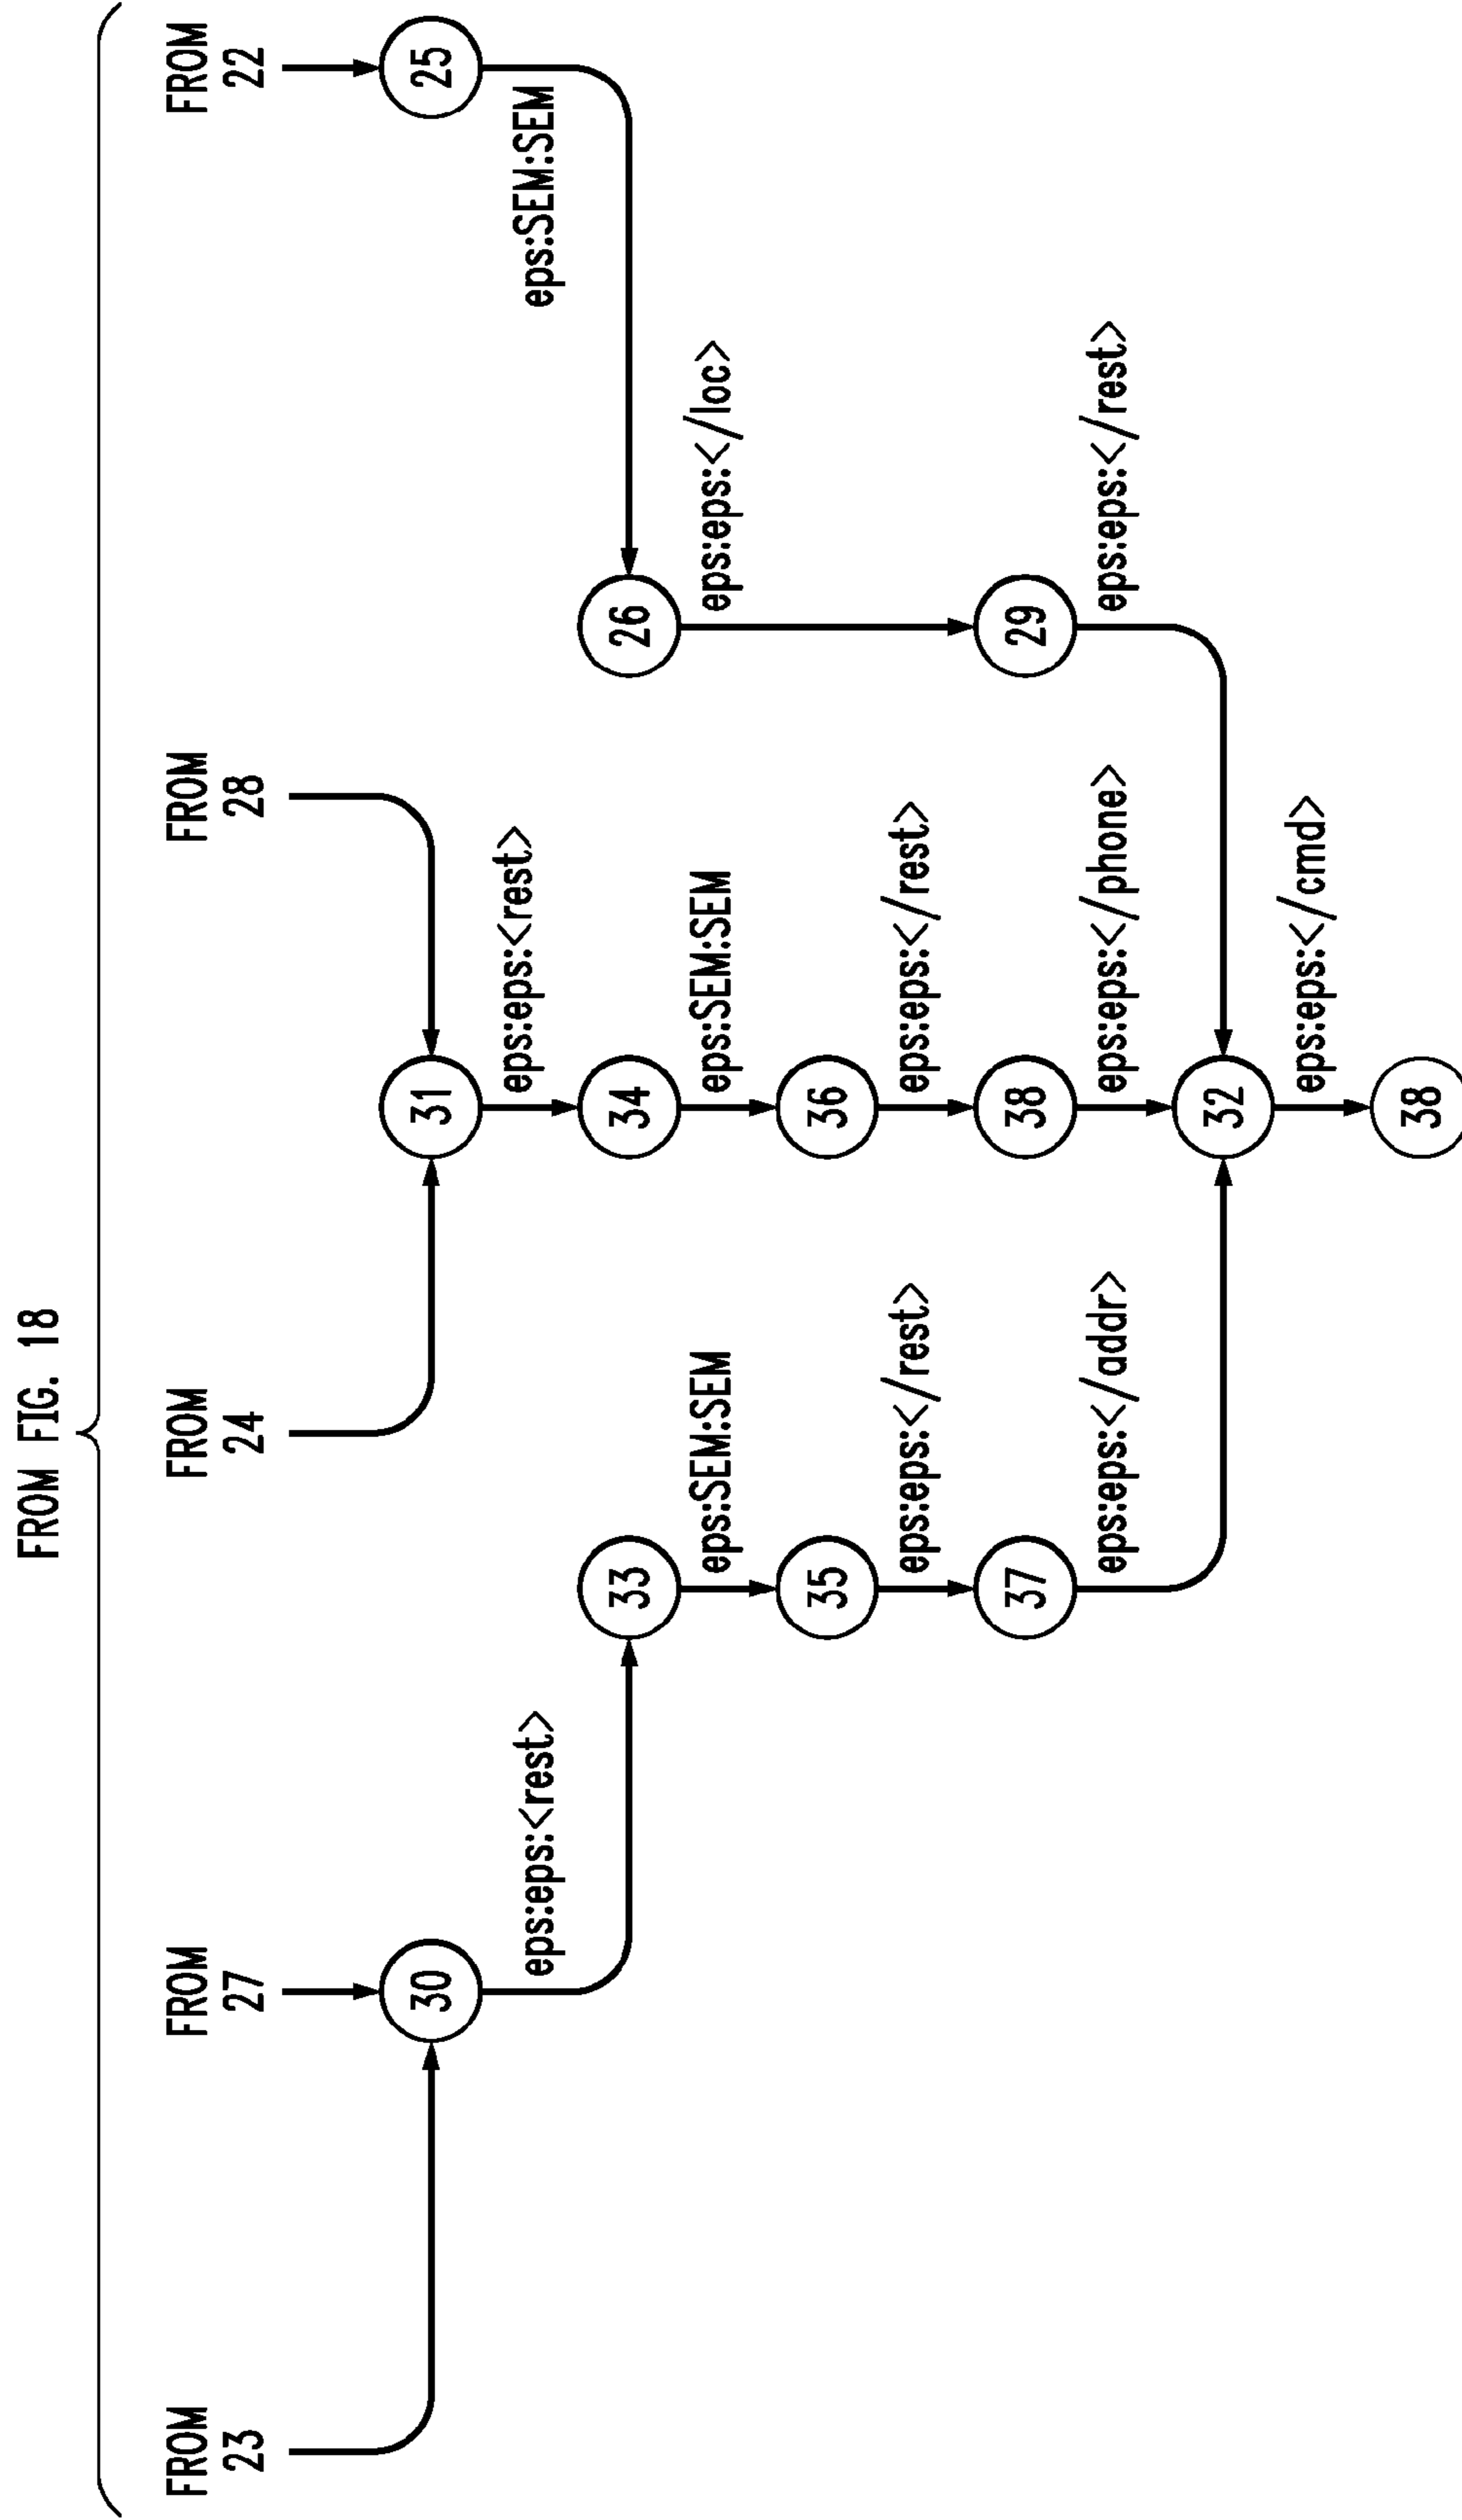 FROM FIG. 18
FROM
23
FROM
27
FROM
24
FROM
28
FROM
22
30
31
25
eps:eps:<rest>
eps:eps:<rest>
eps:SEM:SEM
33
34
26
eps:SEM:SEM
eps:SEM:SEM
eps:eps:</loc>
35
36
eps:eps:</rest>
eps:eps:</rest>
37
38
29
eps:eps:</addr>
eps:eps:</phone>
eps:eps:</rest>
32
eps:eps:</cmd>
38